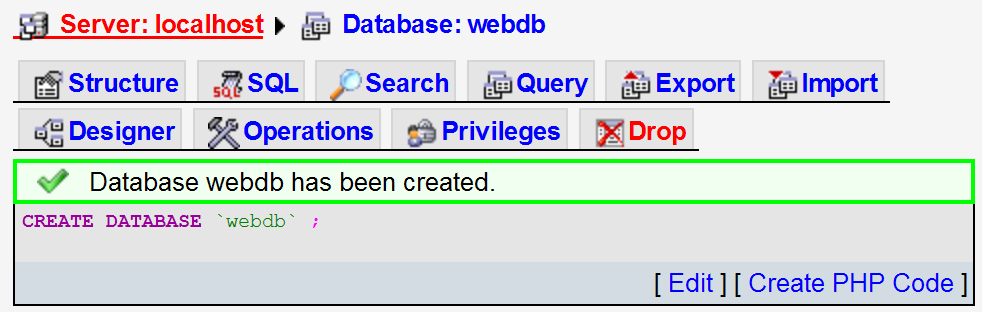 Server: localhost Database: webdb
Structure SQL Search Query Export Import
Designer Operations Privileges Drop
Database webdb has been created.
CREATE DATABASE `webdb` ;
[ Edit ] [ Create PHP Code ]